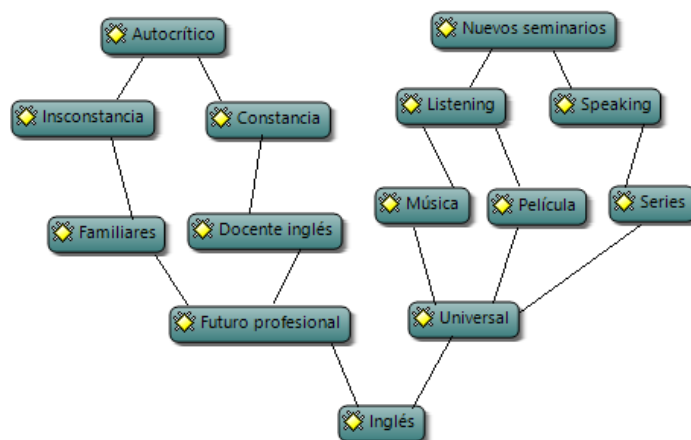 Autocrítico
Nuevos seminarios
Insconstancia
Constancia
Listening
Speaking
Familiares
Docente inglés
Música
Película
Series
Futuro profesional
Universal
Inglés